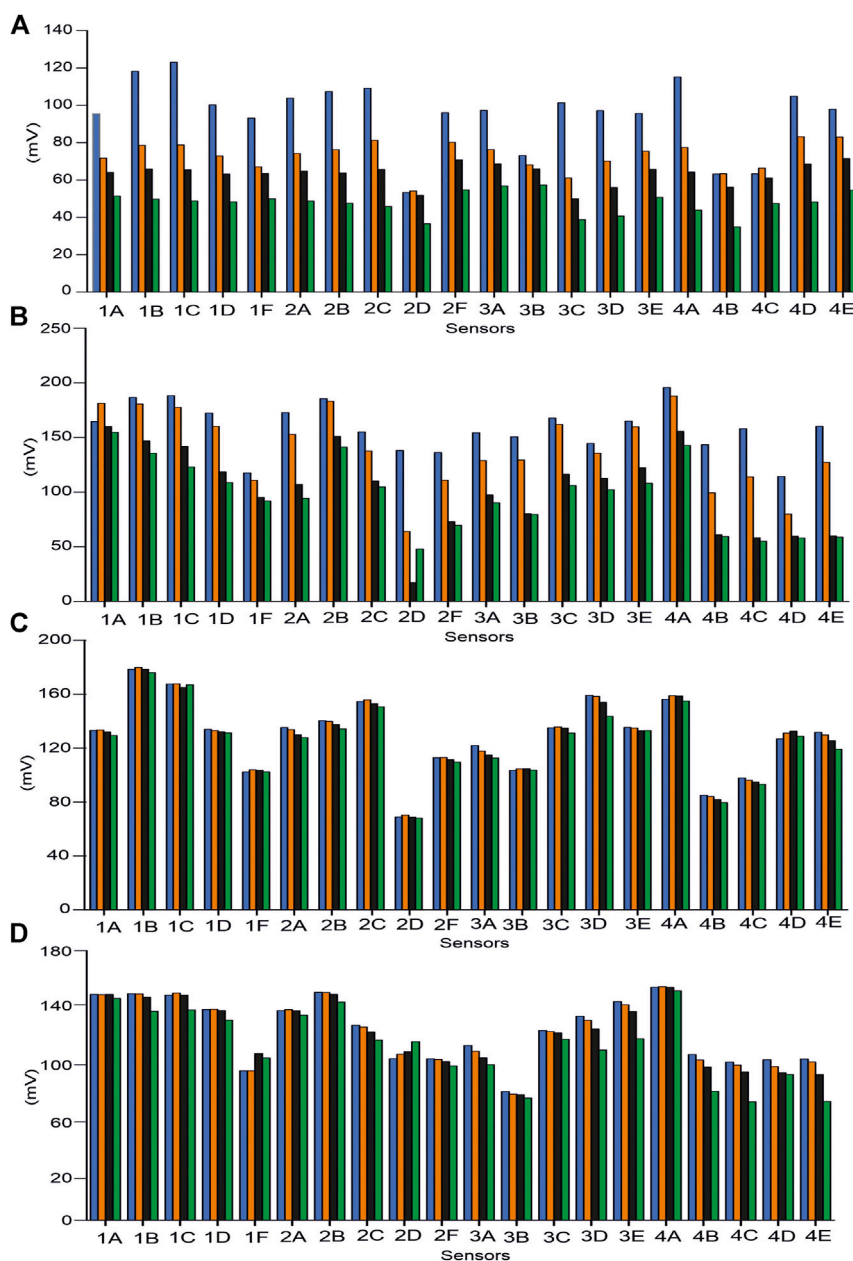 A
140
120
100
80
60
40
20
0
(mV)
1A 1B 1C 1D 1F 2A 2B 2C 2D 2F 3A 3B 3C 3D 3E 4A 4B 4C 4D 4E
Sensors
B
250
200
150
100
50
0
(mV)
1A 1B 1C 1D 1F 2A 2B 2C 2D 2F 3A 3B 3C 3D 3E 4A 4B 4C 4D 4E
Sensors
C
200
160
120
80
40
0
(mV)
1A 1B 1C 1D 1F 2A 2B 2C 2D 2F 3A 3B 3C 3D 3E 4A 4B 4C 4D 4E
Sensors
D
180
140
100
60
20
0
(mV)
1A 1B 1C 1D 1F 2A 2B 2C 2D 2F 3A 3B 3C 3D 3E 4A 4B 4C 4D 4E
Sensors